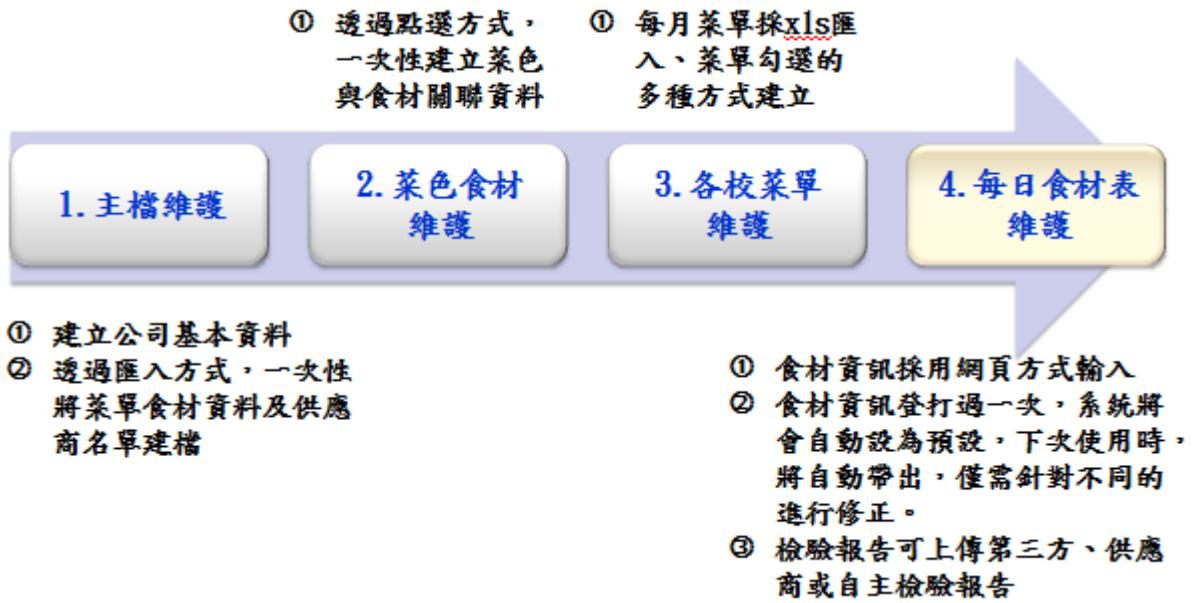 ① 透過點選方式，
一次性建立菜色
與食材關聯資料
① 每月菜單採xls匯
入、菜單勾選的
多種方式建立
1.主檔維護
2.菜色食材
維護
3.各校菜單
維護
4.每日食材表
維護
① 建立公司基本資料
② 透過匯入方式，一次性
將菜單食材資料及供應
商名單建檔
① 食材資訊採用網頁方式輸入
② 食材資訊登打過一次，系統將
會自動設為預設，下次使用時，
將自動帶出，僅需針對不同的
進行修正。
③ 檢驗報告可上傳第三方、供應
商或自主檢驗報告